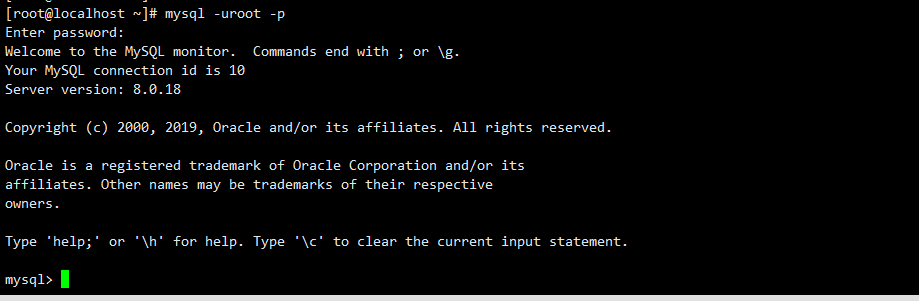 [root@localhost ~]# mysql -uroot -p
Enter password:
Welcome to the MySQL monitor.  Commands end with ; or \g.
Your MySQL connection id is 10
Server version: 8.0.18
Copyright (c) 2000, 2019, Oracle and/or its affiliates. All rights reserved.
Oracle is a registered trademark of Oracle Corporation and/or its
affiliates. Other names may be trademarks of their respective
owners.
Type 'help;' or '\h' for help. Type '\c' to clear the current input statement.
mysql>